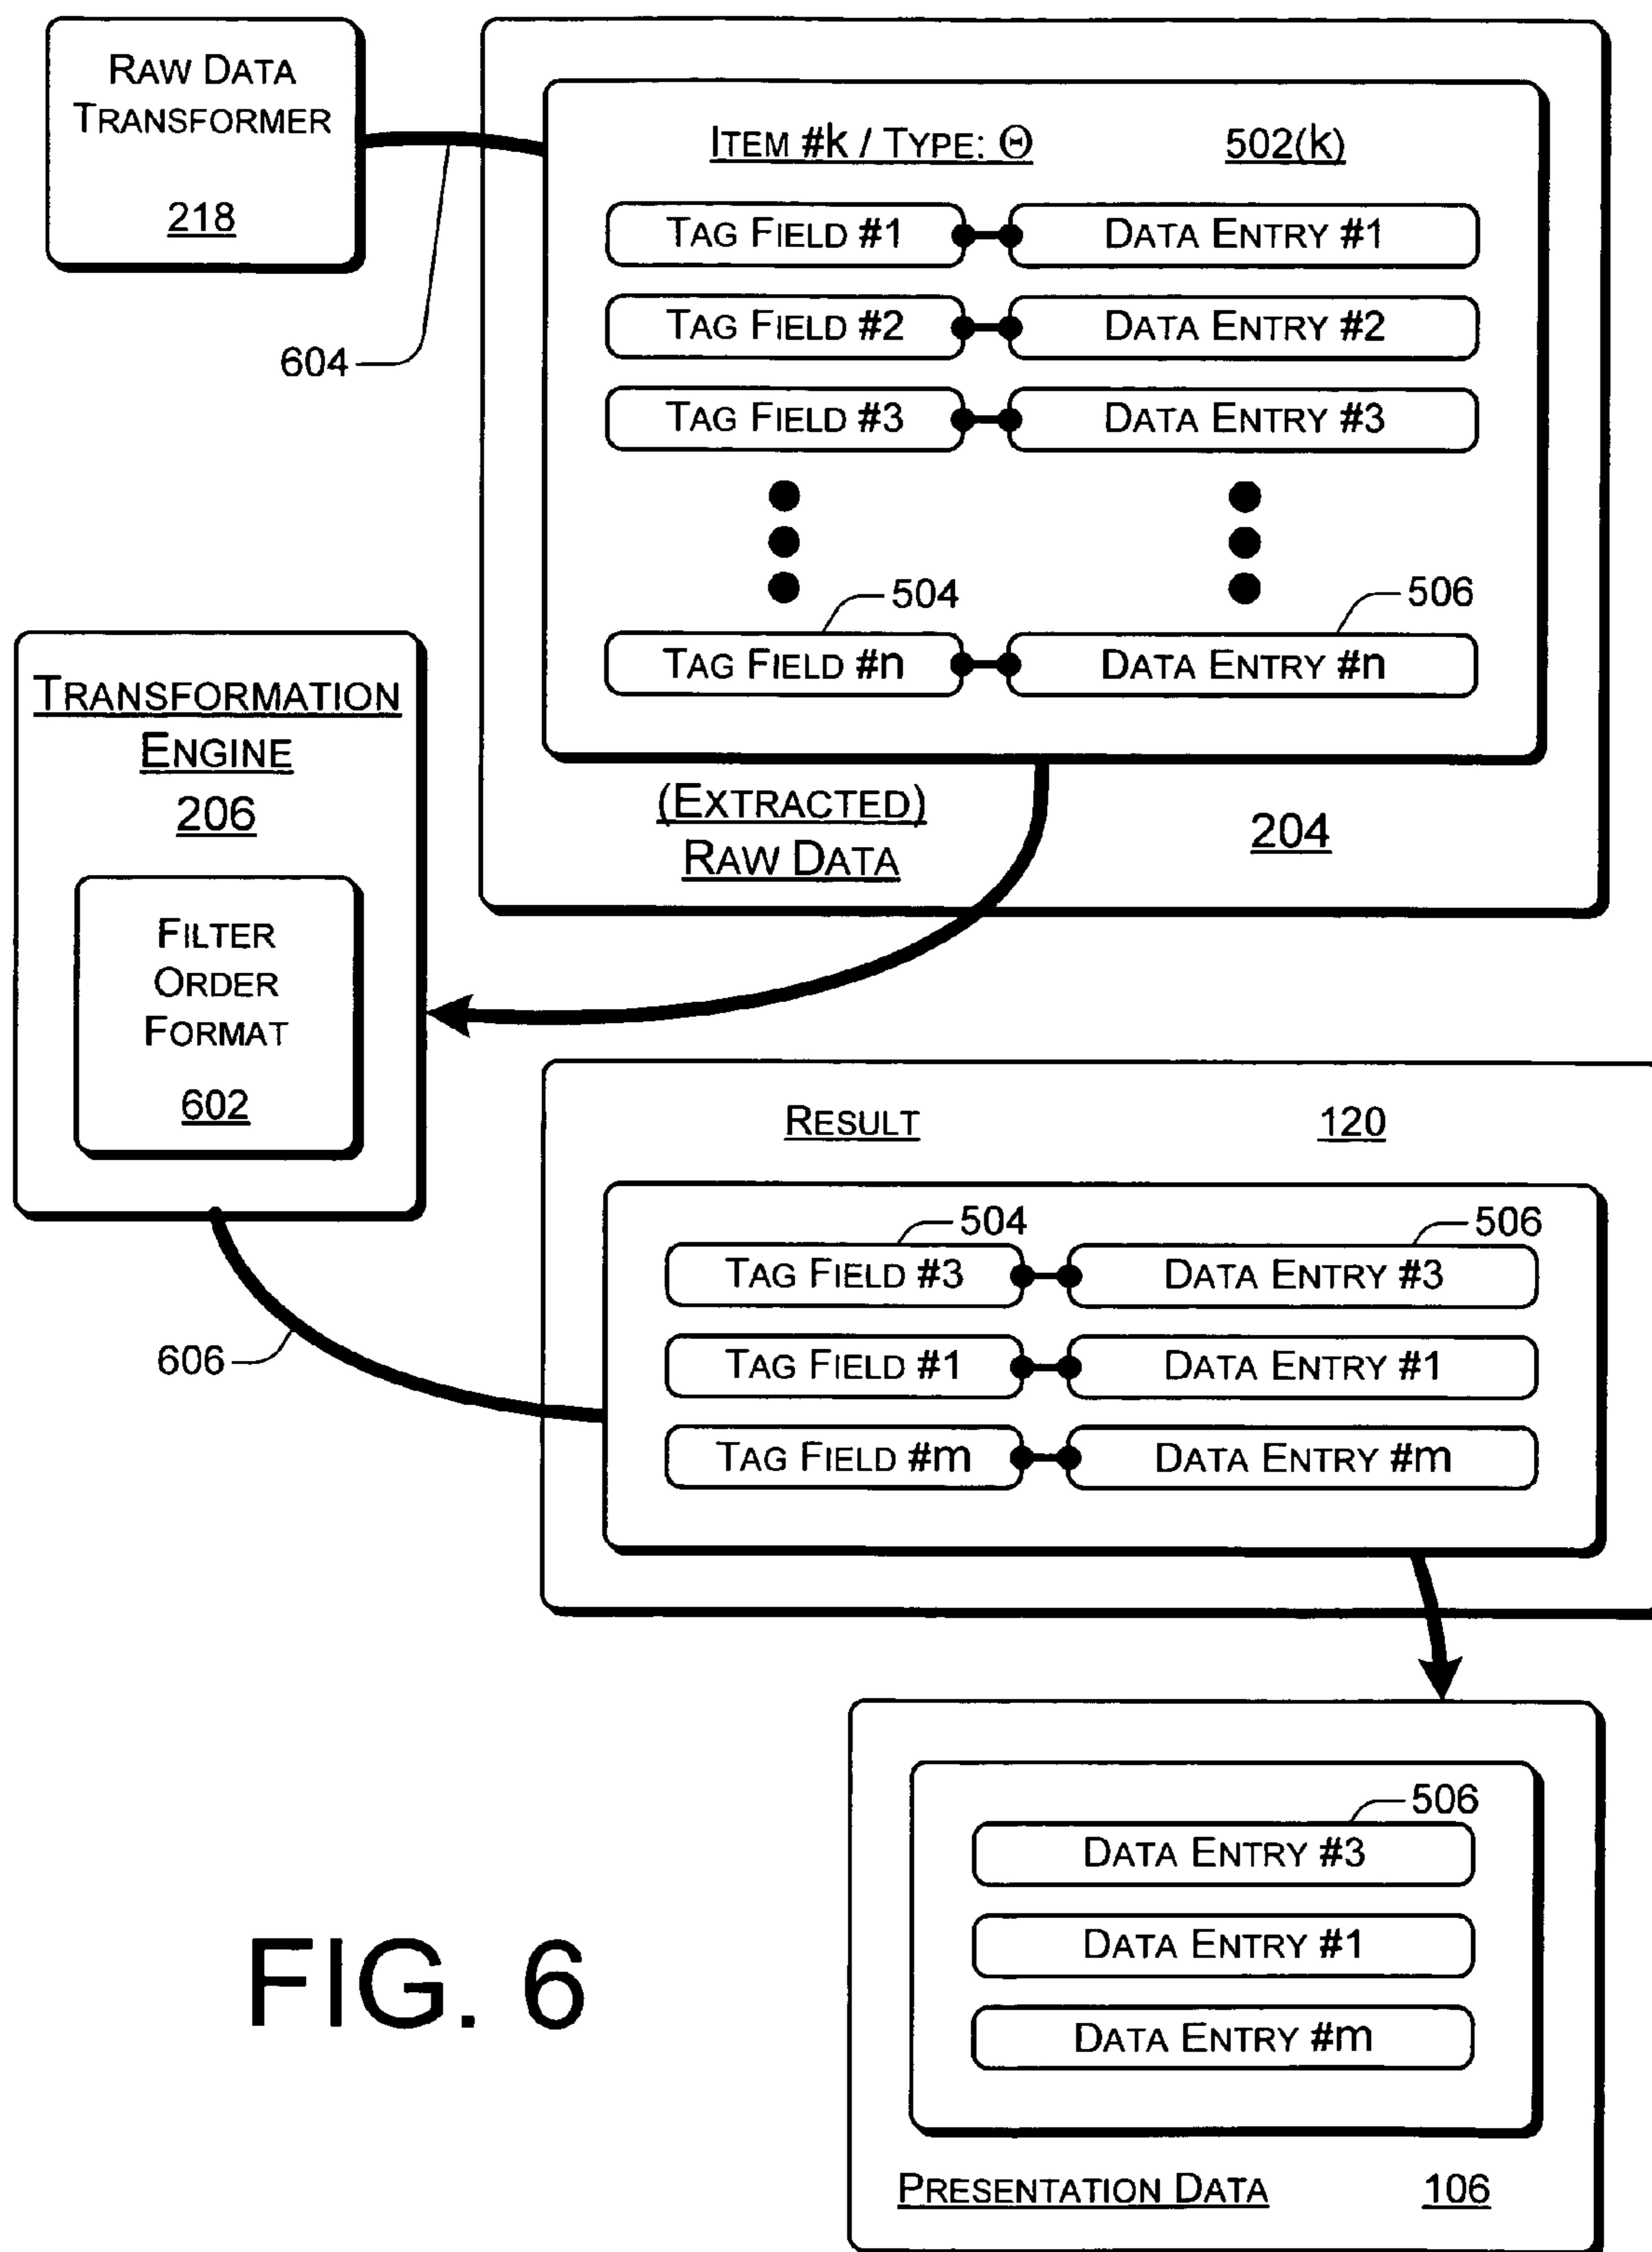 RAW DATA
TRANSFORMER
218
604
ITEM #k / TYPE: Θ 502(k)
TAG FIELD #1 DATA ENTRY #1
TAG FIELD #2 DATA ENTRY #2
TAG FIELD #3 DATA ENTRY #3
504 506
TAG FIELD #n DATA ENTRY #n
(EXTRACTED)
RAW DATA
204
TRANSFORMATION
ENGINE
206
FILTER
ORDER
FORMAT
602
606
RESULT 120
504 506
TAG FIELD #3 DATA ENTRY #3
TAG FIELD #1 DATA ENTRY #1
TAG FIELD #m DATA ENTRY #m
506
DATA ENTRY #3
DATA ENTRY #1
DATA ENTRY #m
PRESENTATION DATA 106
FIG. 6